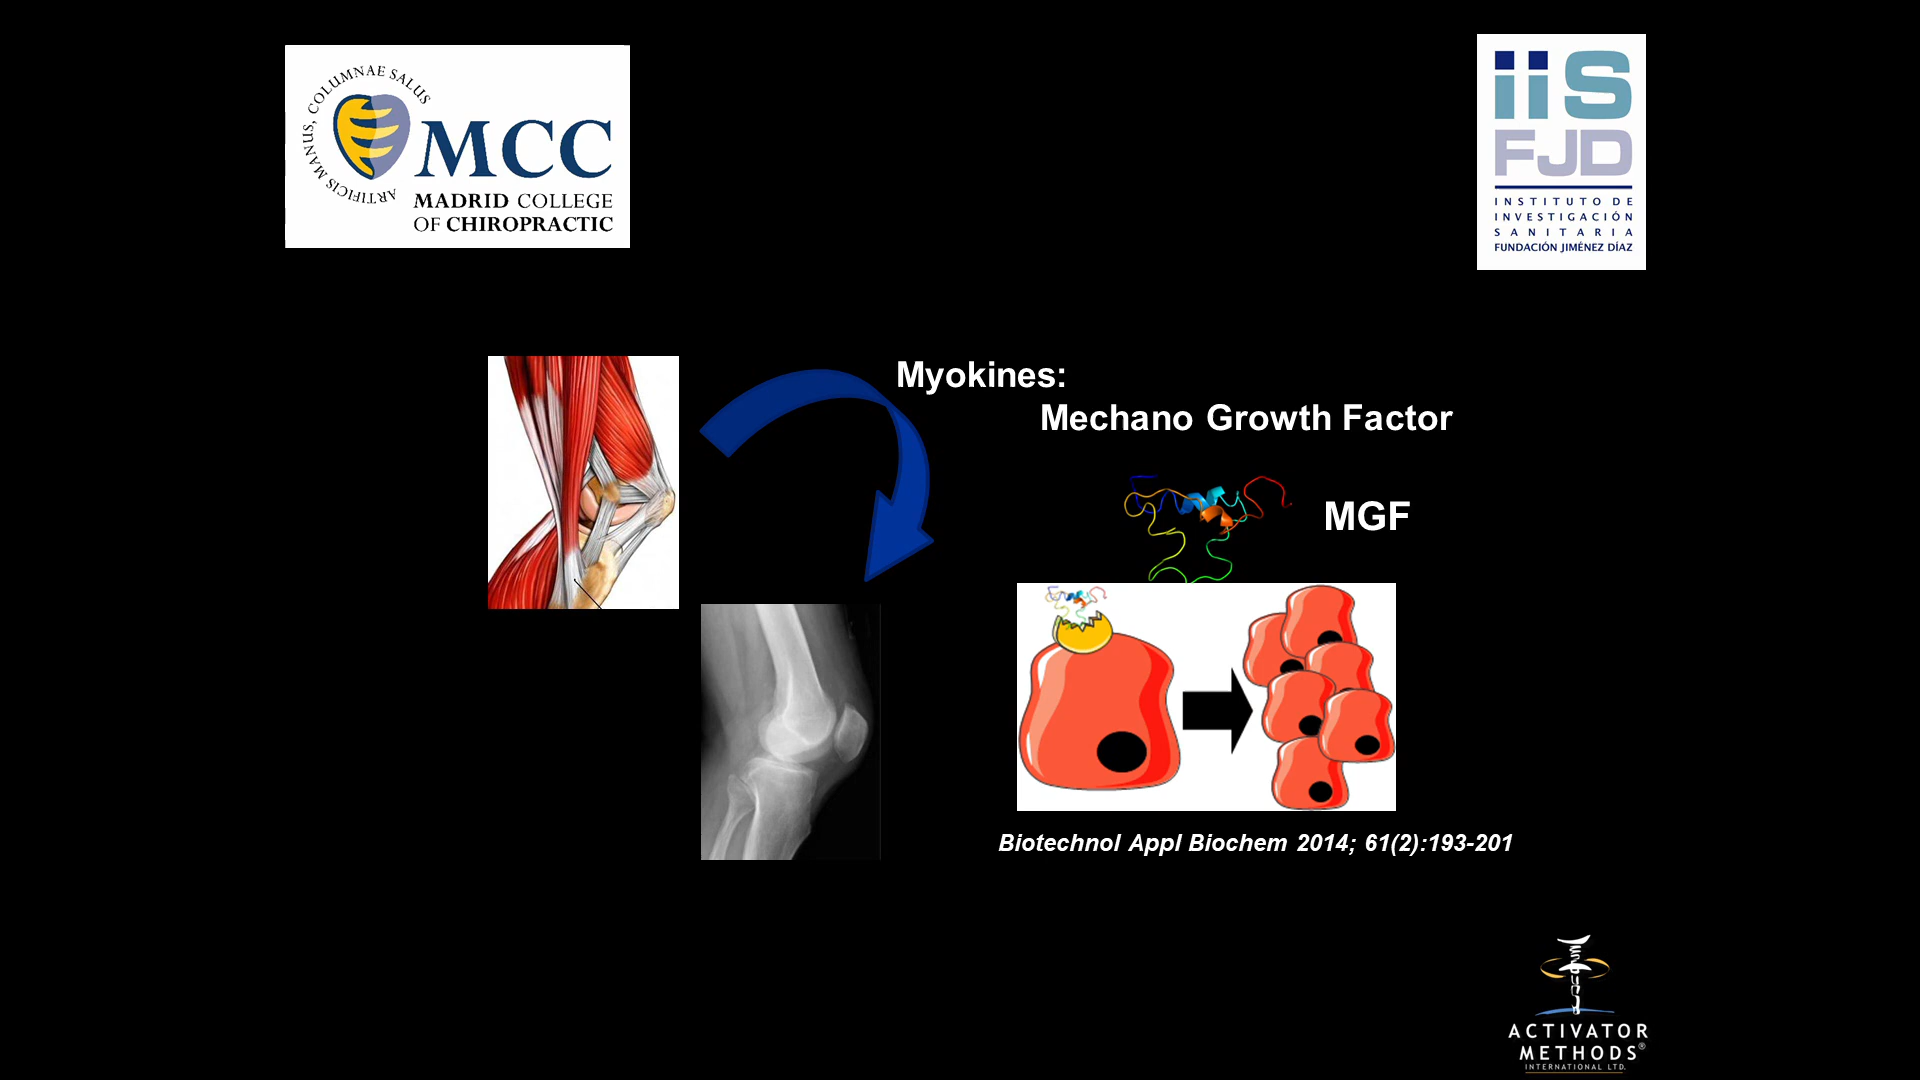 ARTIFICIS MANUS, COLUMNAE SALUS
MCC
MADRID COLLEGE
OF CHIROPRACTIC
iiS
FJD
INSTITUTO DE
INVESTIGACIÓN
SANITARIA
FUNDACIÓN JIMÉNEZ DÍAZ
Myokines:
Mechano Growth Factor
MGF
Biotechnol Appl Biochem 2014; 61(2):193-201
ACTIVATOR
METHODS®
INTERNATIONAL LTD.